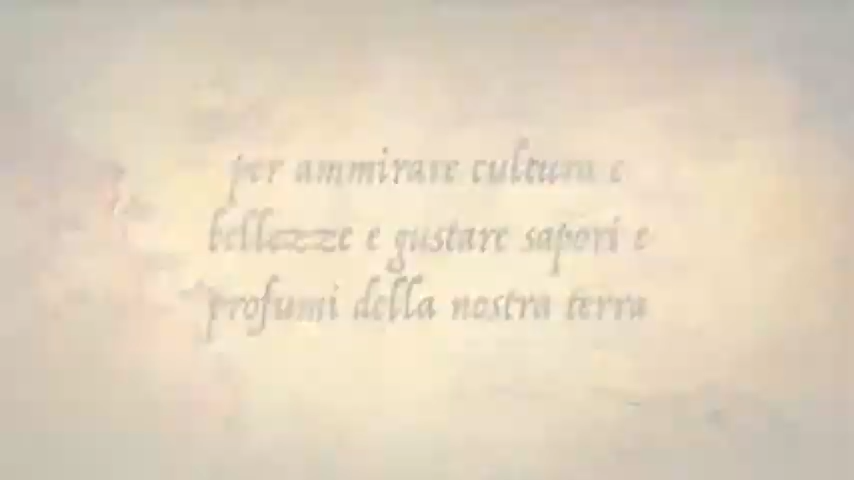 per ammirare cultura e
bellezze e gustare sapori e
profumi della nostra terra